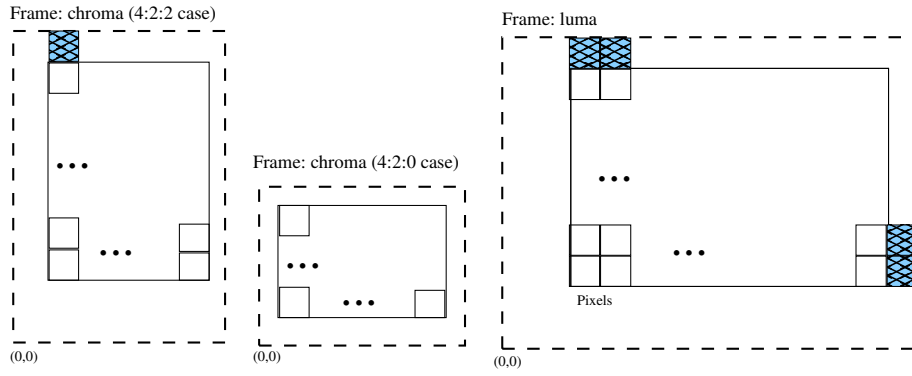 Frame: chroma (4:2:2 case)
Frame: luma
Frame: chroma (4:2:0 case)
Pixels
(0,0)
(0,0)
(0,0)